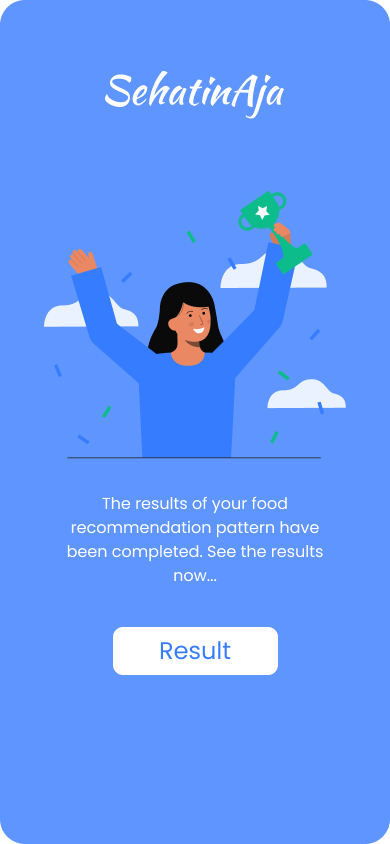 SehatinAja
The results of your food
recommendation pattern have
been completed. See the results
now...
Result